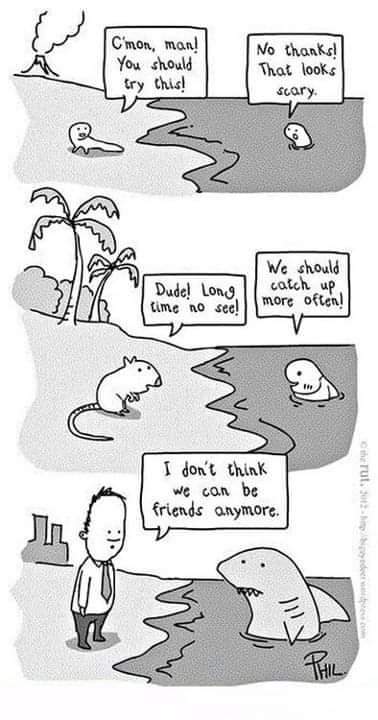 C'mon, man!
You should
try this!
No thanks!
That looks
scary.
Dude! Long
time no see!
We should
catch up
more often!
I don't think
we can be
friends anymore.
PHIL